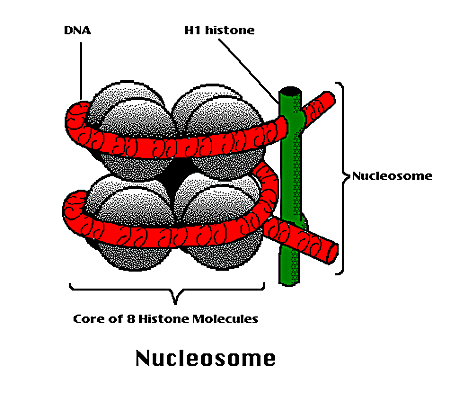 DNA
H1 histone
Nucleosome
Core of 8 Histone Molecules
Nucleosome